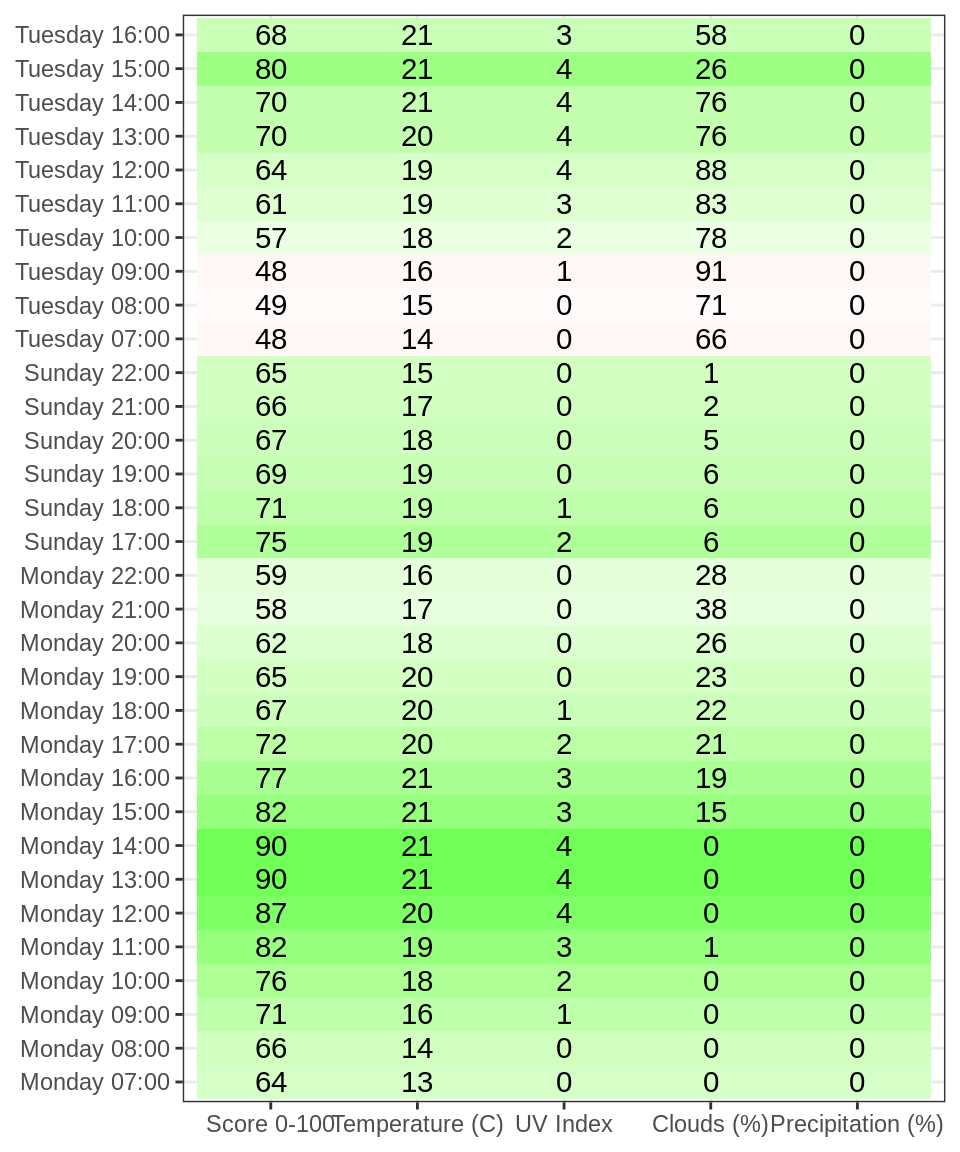 Tuesday 16:00 68 21 3 58 0
Tuesday 15:00 80 21 4 26 0
Tuesday 14:00 70 21 4 76 0
Tuesday 13:00 70 20 4 76 0
Tuesday 12:00 64 19 4 88 0
Tuesday 11:00 61 19 3 83 0
Tuesday 10:00 57 18 2 78 0
Tuesday 09:00 48 16 1 91 0
Tuesday 08:00 49 15 0 71 0
Tuesday 07:00 48 14 0 66 0
Sunday 22:00 65 15 0 1 0
Sunday 21:00 66 17 0 2 0
Sunday 20:00 67 18 0 5 0
Sunday 19:00 69 19 0 6 0
Sunday 18:00 71 19 1 6 0
Sunday 17:00 75 19 2 6 0
Monday 22:00 59 16 0 28 0
Monday 21:00 58 17 0 38 0
Monday 20:00 62 18 0 26 0
Monday 19:00 65 20 0 23 0
Monday 18:00 67 20 1 22 0
Monday 17:00 72 20 2 21 0
Monday 16:00 77 21 3 19 0
Monday 15:00 82 21 3 15 0
Monday 14:00 90 21 4 0 0
Monday 13:00 90 21 4 0 0
Monday 12:00 87 20 4 0 0
Monday 11:00 82 19 3 1 0
Monday 10:00 76 18 2 0 0
Monday 09:00 71 16 1 0 0
Monday 08:00 66 14 0 0 0
Monday 07:00 64 13 0 0 0
Score 0-100 Temperature (C) UV Index Clouds (%) Precipitation (%)